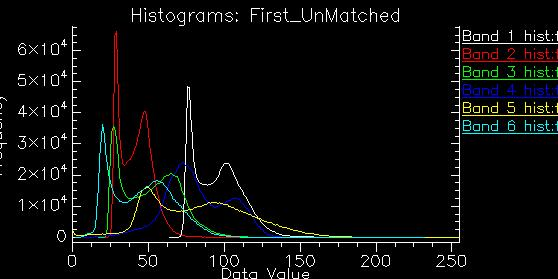 Histograms: First_UnMatched
6×10⁴
5×10⁴
4×10⁴
3×10⁴
2×10⁴
1×10⁴
0
0 50 100 150 200 250
Data Value
Band 1 hist:f
Band 2 hist:f
Band 3 hist:f
Band 4 hist:f
Band 5 hist:f
Band 6 hist:f